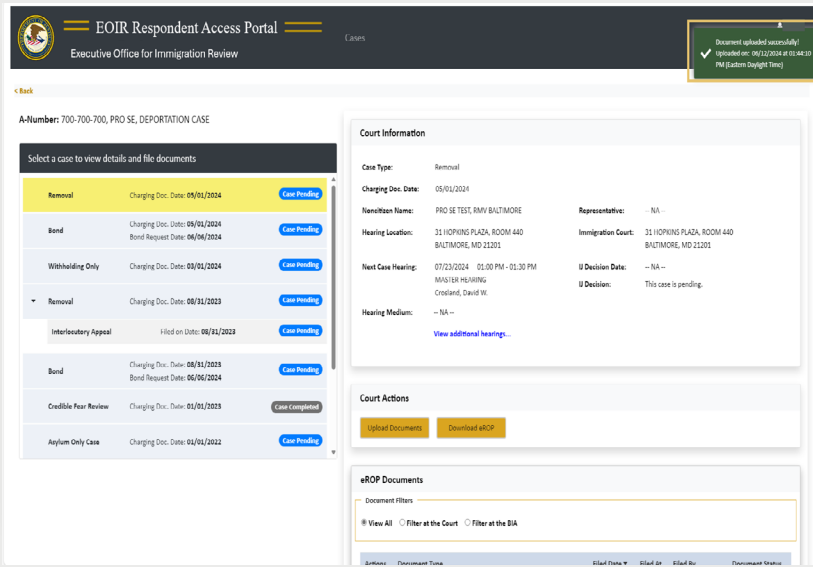 EOIR Respondent Access Portal
Executive Office for Immigration Review
Cases
Document uploaded successfully!
Uploaded on: 06/12/2024 at 01:44:10
PM (Eastern Daylight Time)
< Back
A-Number: 700-700-700, PRO SE, DEPORTATION CASE
Select a case to view details and file documents
Removal Charging Doc. Date: 05/01/2024 Case Pending
Bond Charging Doc. Date: 05/01/2024 Case Pending
Bond Request Date: 06/06/2024
Withholding Only Charging Doc. Date: 03/01/2024 Case Pending
Removal Charging Doc. Date: 08/31/2023 Case Pending
Interlocutory Appeal Filed on Date: 08/31/2023 Case Pending
Bond Charging Doc. Date: 08/31/2023 Case Pending
Bond Request Date: 06/06/2024
Credible Fear Review Charging Doc. Date: 01/01/2023 Case Completed
Asylum Only Case Charging Doc. Date: 01/01/2022 Case Pending
Court Information
Case Type: Removal
Charging Doc. Date: 05/01/2024
Noncitizen Name: PRO SE TEST, RMV BALTIMORE Representative: -- NA --
Hearing Location: 31 HOPKINS PLAZA, ROOM 440 Immigration Court: 31 HOPKINS PLAZA, ROOM 440
BALTIMORE, MD 21201 BALTIMORE, MD 21201
Next Case Hearing: 07/23/2024 01:00 PM - 01:30 PM IJ Decision Date: -- NA --
MASTER HEARING
IJ Decision: This case is pending.
Crosland, David W.
Hearing Medium: -- NA --
View additional hearings...
Court Actions
Upload Documents Download eROP
eROP Documents
Document Filters
View All Filter at the Court Filter at the BIA
Actions Document Type Filed Date Filed At Filed By Document Status